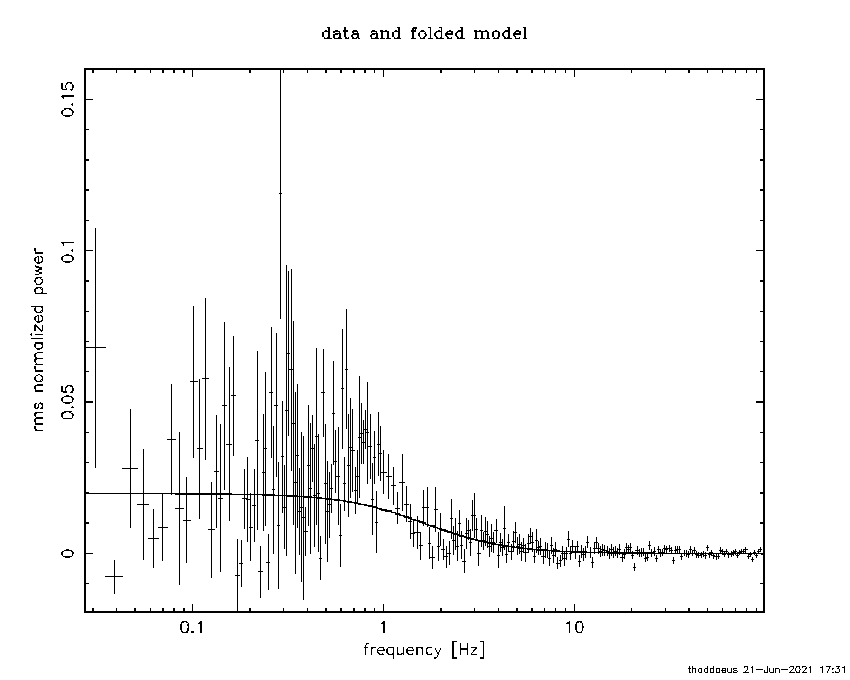 data and folded model
0.15
0.1
0.05
0
rms normalized power
0.1 1 10
frequency [Hz]
thaddaeus 21-Jun-2021 17:31